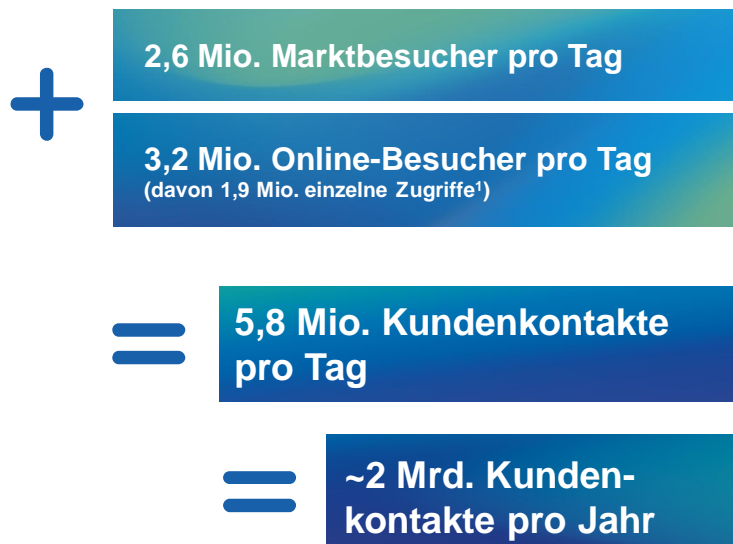 2,6 Mio. Marktbesucher pro Tag
3,2 Mio. Online-Besucher pro Tag
(davon 1,9 Mio. einzelne Zugriffe¹)
5,8 Mio. Kundenkontakte
pro Tag
~2 Mrd. Kunden-
kontakte pro Jahr